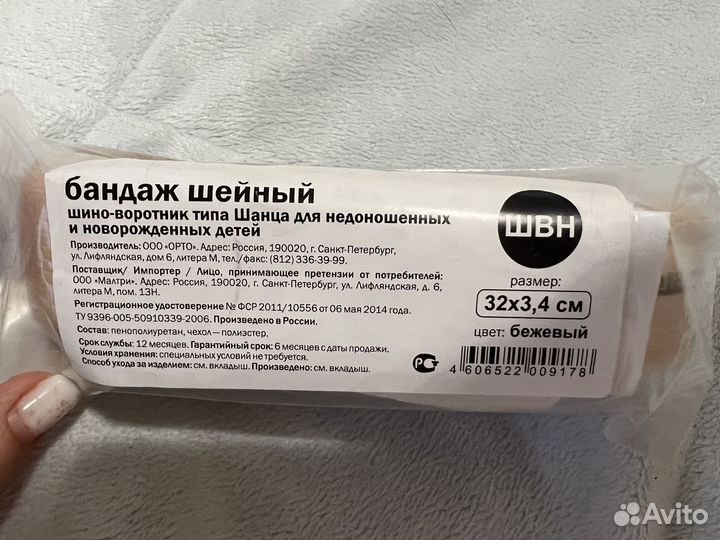 бандаж шейный
шино-воротник типа Шанца для недоношенных
и новорожденных детей
Производитель: ООО «ОРТО». Адрес: Россия, 190020, г. Санкт-Петербург,
ул. Лифляндская, дом 6, литера М, тел./факс: (812) 336-39-99.
Поставщик/ Импортер / Лицо, принимающее претензии от потребителей:
ООО «Малтри». Адрес: Россия, 190020, г. Санкт-Петербург, ул. Лифляндская, д. 6,
литера М, пом. 13Н.
Регистрационное удостоверение № ФСР 2011/10556 от 06 мая 2014 года.
ТУ 9396-005-50910339-2006. Произведено в России.
Состав: пенополиуретан, чехол — полиэстер.
Срок службы: 12 месяцев. Гарантийный срок: 6 месяцев с даты продажи.
Условия хранения: специальных условий не требуется.
Способ ухода за изделием: см. вкладыш. Произведено: см. вкладыш.
ШВН
размер:
32х3,4 см
цвет: бежевый
РСТ
4 606522 009178
Avito